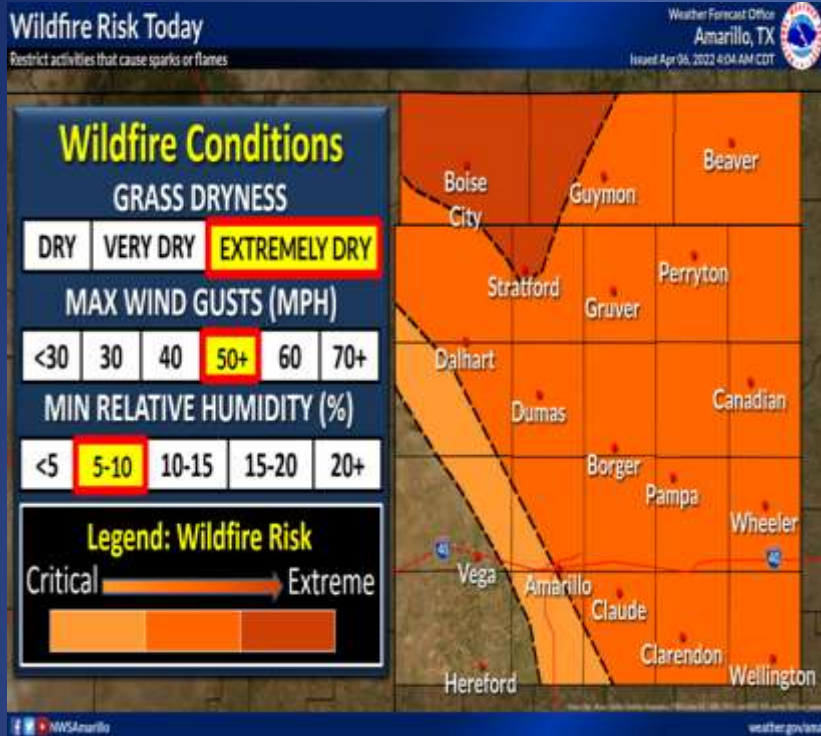 Wildfire Risk Today
Restrict activities that cause sparks or flames
Weather Forecast Office
Amarillo, TX
Issued Apr 06, 2022 4:04 AM CDT
Wildfire Conditions
GRASS DRYNESS
DRY VERY DRY EXTREMELY DRY
MAX WIND GUSTS (MPH)
<30 30 40 50+ 60 70+
MIN RELATIVE HUMIDITY (%)
<5 5-10 10-15 15-20 20+
Legend: Wildfire Risk
Critical Extreme
Boise
City
Guymon
Beaver
Stratford
Gruver
Perryton
Dalhart
Dumas
Canadian
Borger
Pampa
Wheeler
40
40
Vega
Amarillo
Claude
Clarendon
Hereford
Wellington
NWSAmarillo
weather.gov/ama